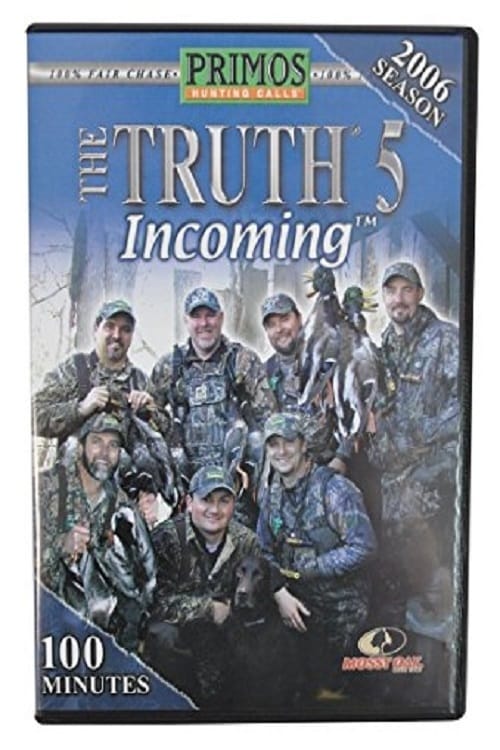 100% FAIR CHASE • PRIMOS • 100%
HUNTING CALLS
2006
SEASON
THE TRUTH® 5
Incoming™
100
MINUTES
MOSSY OAK